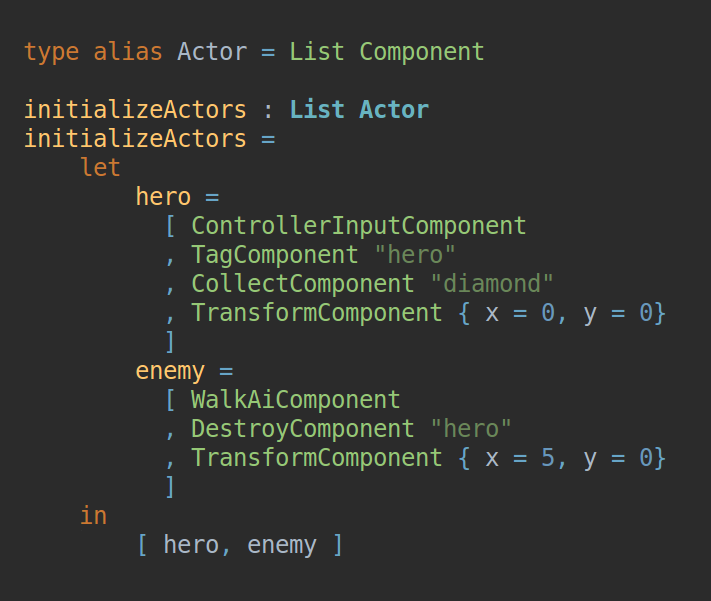 type alias Actor = List Component
initializeActors : List Actor
initializeActors =
    let
        hero =
          [ ControllerInputComponent
          , TagComponent "hero"
          , CollectComponent "diamond"
          , TransformComponent { x = 0, y = 0}
          ]
        enemy =
          [ WalkAiComponent
          , DestroyComponent "hero"
          , TransformComponent { x = 5, y = 0}
          ]
    in
        [ hero, enemy ]